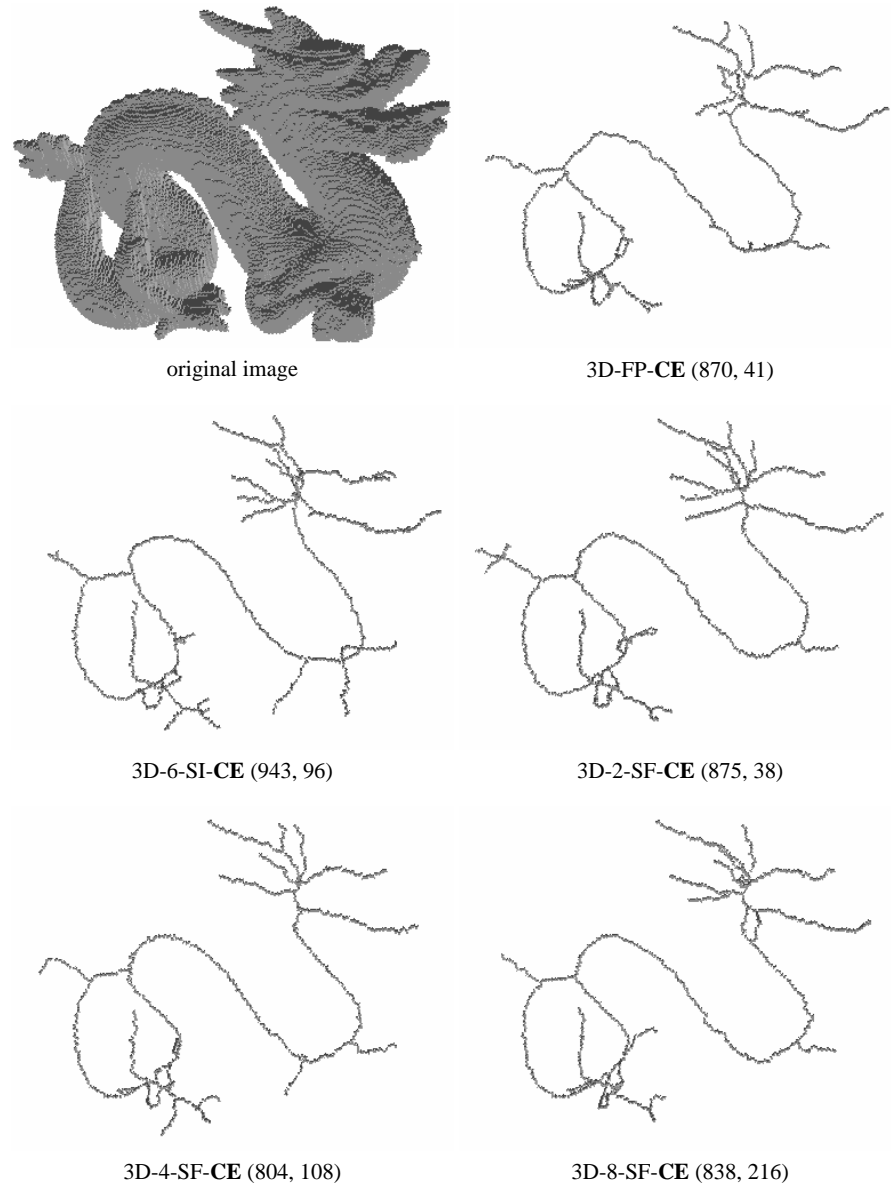 original image
3D-FP-CE (870, 41)
3D-6-SI-CE (943, 96)
3D-2-SF-CE (875, 38)
3D-4-SF-CE (804, 108)
3D-8-SF-CE (838, 216)